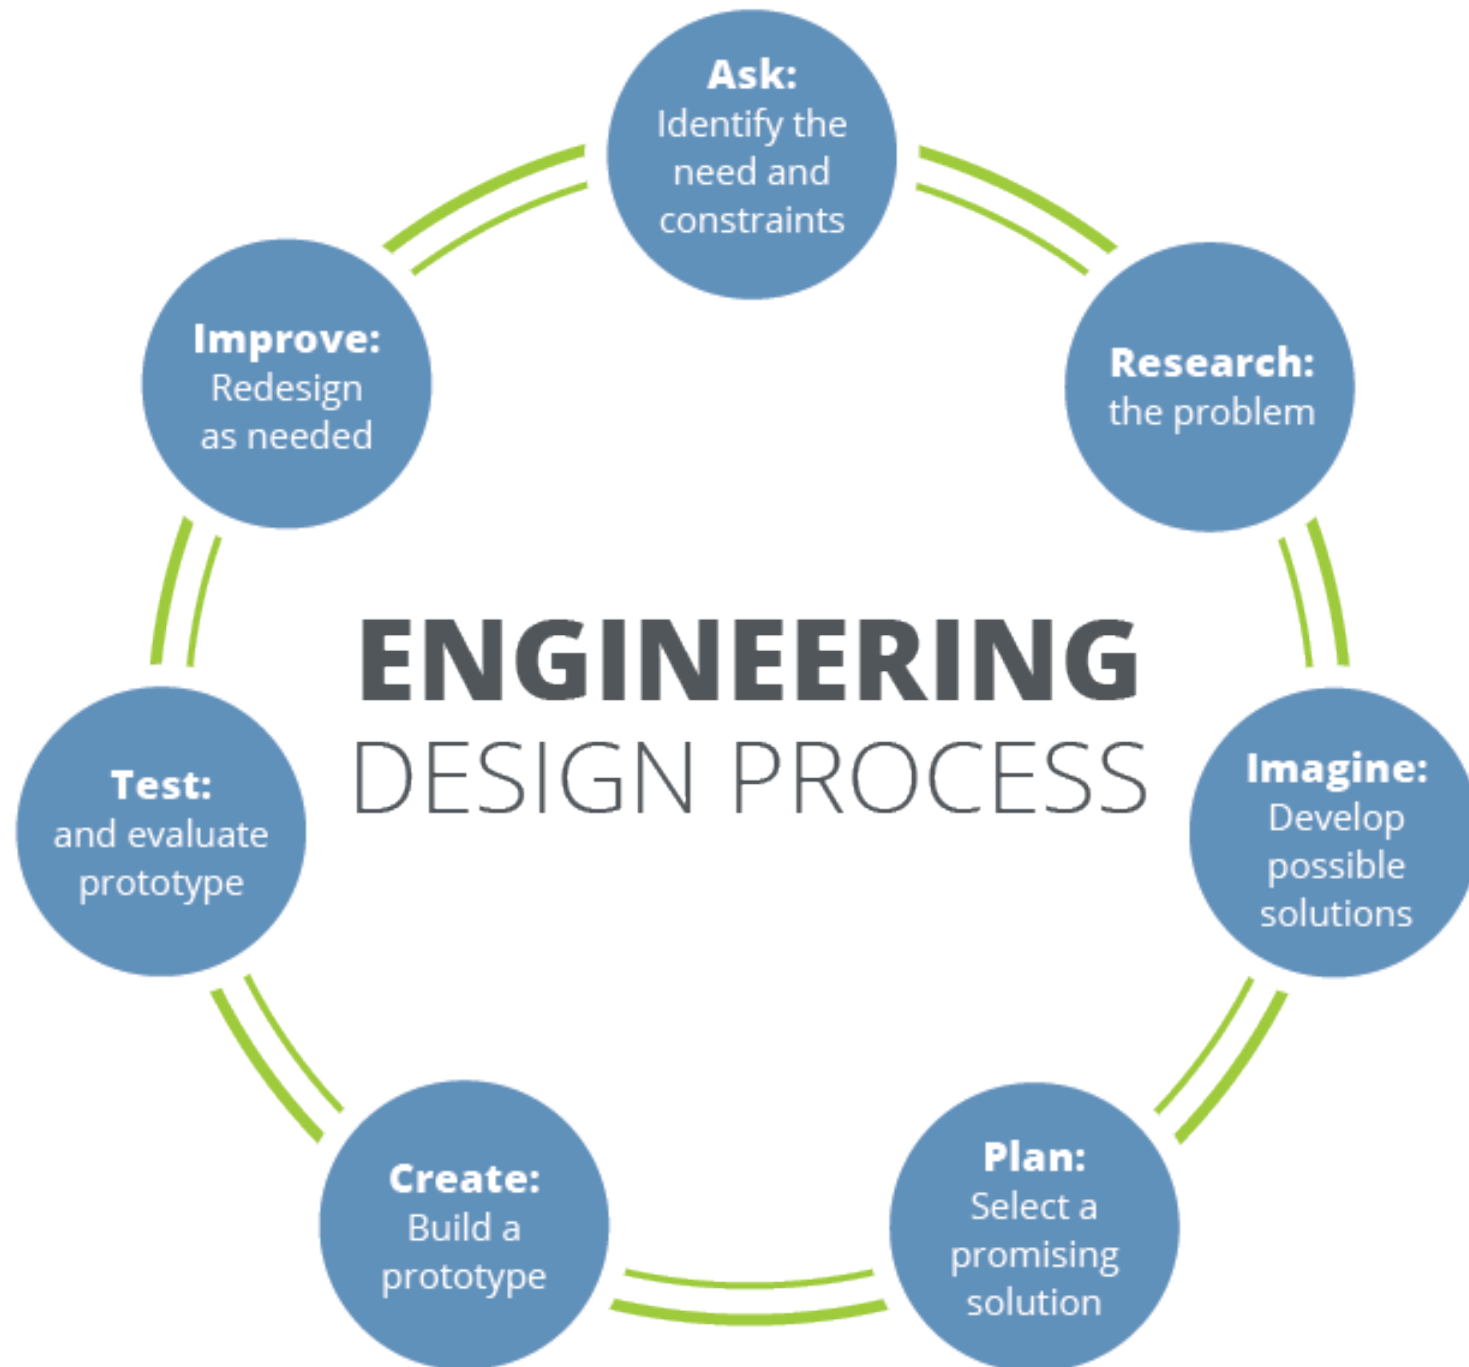 Ask:
Identify the
need and
constraints
Research:
the problem
Imagine:
Develop
possible
solutions
Plan:
Select a
promising
solution
Create:
Build a
prototype
Test:
and evaluate
prototype
Improve:
Redesign
as needed
ENGINEERING
DESIGN PROCESS